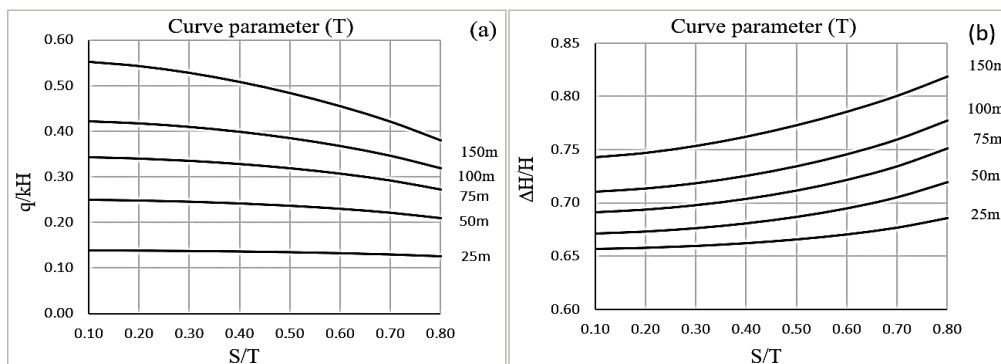 Curve parameter (T)
(a)
q/kH
0.60
0.50
0.40
0.30
0.20
0.10
0.00
150m
100m
75m
50m
25m
0.10 0.20 0.30 0.40 0.50 0.60 0.70 0.80
S/T
Curve parameter (T)
(b)
ΔH/H
0.85
0.80
0.75
0.70
0.65
0.60
150m
100m
75m
50m
25m
0.10 0.20 0.30 0.40 0.50 0.60 0.70 0.80
S/T